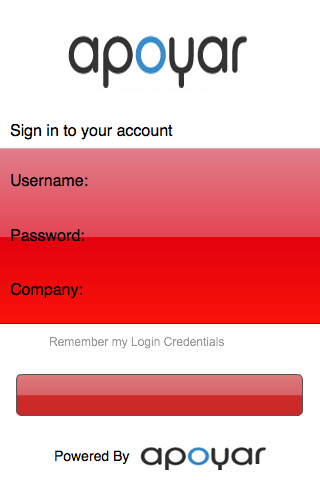 apoyar
Sign in to your account
Username:
Password:
Company:
Remember my Login Credentials
Powered By apoyar